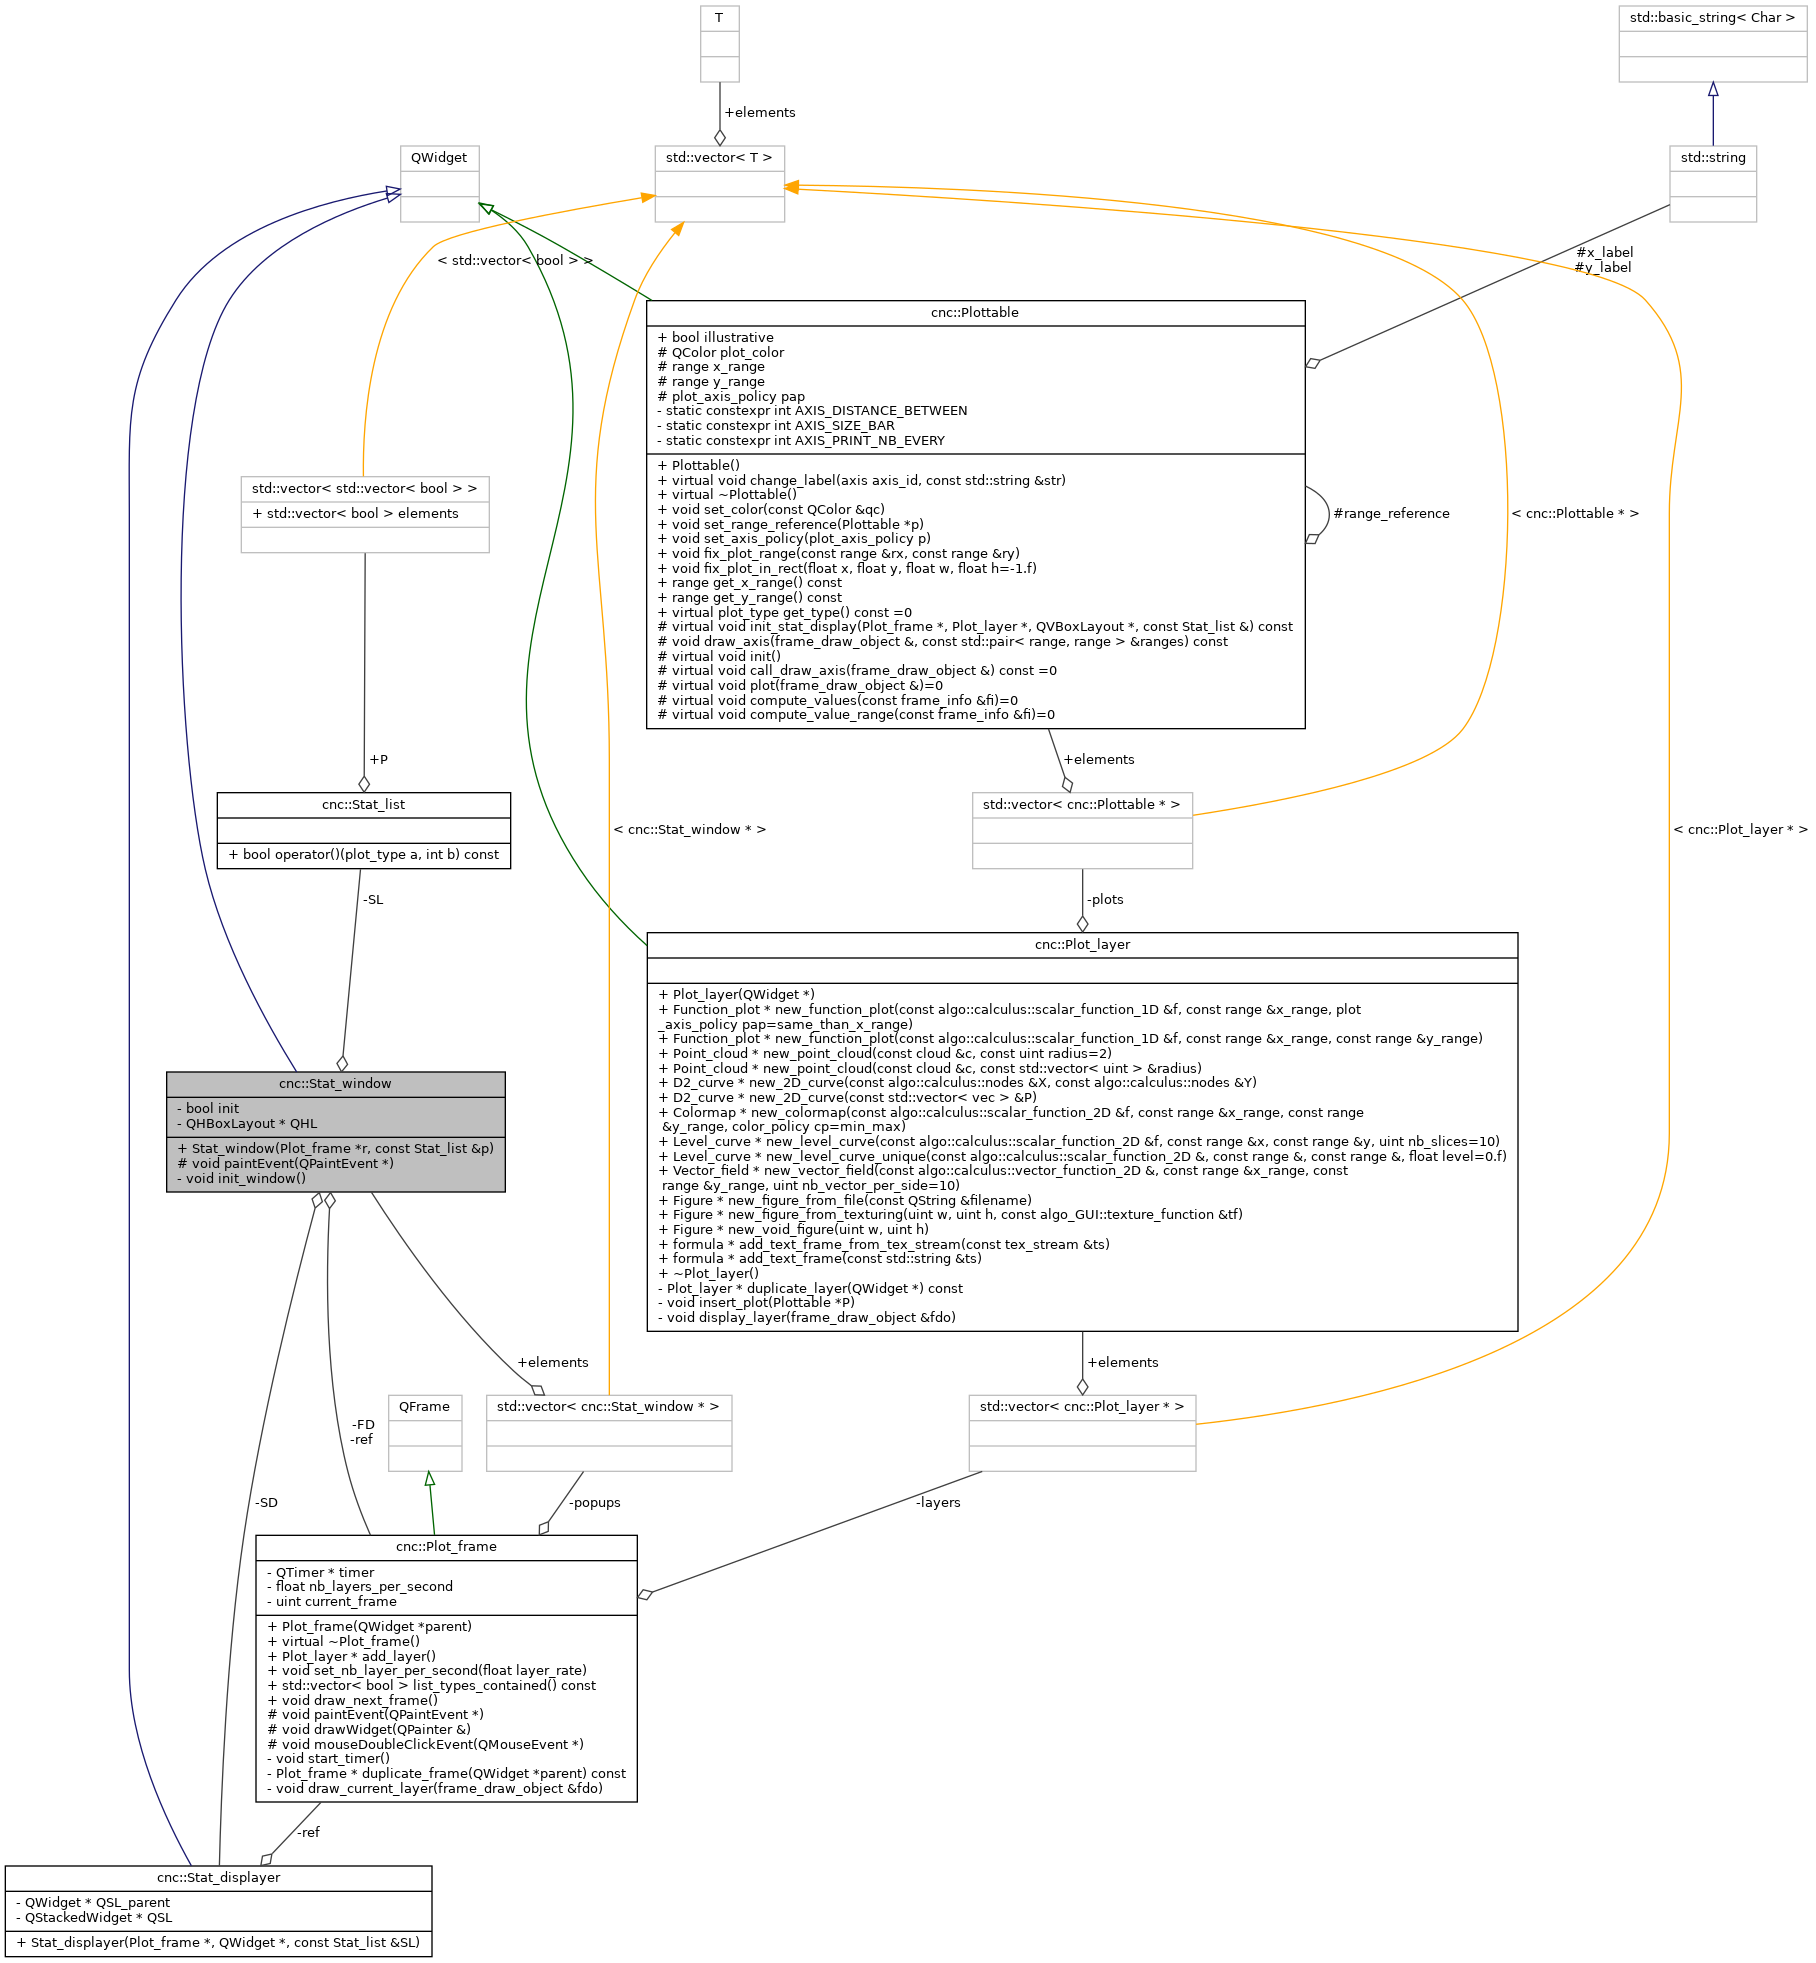 T
std::basic_string< Char >
+elements
QWidget
std::vector< T >
std::string
< std::vector< bool > >
#x_label
#y_label
cnc::Plottable
+ bool illustrative
# QColor plot_color
# range x_range
# range y_range
# plot_axis_policy pap
- static constexpr int AXIS_DISTANCE_BETWEEN
- static constexpr int AXIS_SIZE_BAR
- static constexpr int AXIS_PRINT_NB_EVERY
+ Plottable()
+ virtual void change_label(axis axis_id, const std::string &str)
+ virtual ~Plottable()
+ void set_color(const QColor &qc)
+ void set_range_reference(Plottable *p)
+ void set_axis_policy(plot_axis_policy p)
+ void fix_plot_range(const range &rx, const range &ry)
+ void fix_plot_in_rect(float x, float y, float w, float h=-1.f)
+ range get_x_range() const
+ range get_y_range() const
+ virtual plot_type get_type() const =0
# virtual void init_stat_display(Plot_frame *, Plot_layer *, QVBoxLayout *, const Stat_list &) const
# void draw_axis(frame_draw_object &, const std::pair< range, range > &ranges) const
# virtual void init()
# virtual void call_draw_axis(frame_draw_object &) const =0
# virtual void plot(frame_draw_object &)=0
# virtual void compute_values(const frame_info &fi)=0
# virtual void compute_value_range(const frame_info &fi)=0
std::vector< std::vector< bool > >
+ std::vector< bool > elements
#range_reference
< cnc::Plottable * >
+P
+elements
cnc::Stat_list
+ bool operator()(plot_type a, int b) const
std::vector< cnc::Plottable * >
< cnc::Stat_window * >
< cnc::Plot_layer * >
-SL
-plots
cnc::Plot_layer
+ Plot_layer(QWidget *)
+ Function_plot * new_function_plot(const algo::calculus::scalar_function_1D &f, const range &x_range, plot
_axis_policy pap=same_than_x_range)
+ Function_plot * new_function_plot(const algo::calculus::scalar_function_1D &f, const range &x_range, const range &y_range)
+ Point_cloud * new_point_cloud(const cloud &c, const uint radius=2)
+ Point_cloud * new_point_cloud(const cloud &c, const std::vector< uint > &radius)
+ D2_curve * new_2D_curve(const algo::calculus::nodes &X, const algo::calculus::nodes &Y)
+ D2_curve * new_2D_curve(const std::vector< vec > &P)
+ Colormap * new_colormap(const algo::calculus::scalar_function_2D &f, const range &x_range, const range
&y_range, color_policy cp=min_max)
+ Level_curve * new_level_curve(const algo::calculus::scalar_function_2D &f, const range &x, const range &y, uint nb_slices=10)
+ Level_curve * new_level_curve_unique(const algo::calculus::scalar_function_2D &, const range &, const range &, float level=0.f)
+ Vector_field * new_vector_field(const algo::calculus::vector_function_2D &, const range &x_range, const
range &y_range, uint nb_vector_per_side=10)
+ Figure * new_figure_from_file(const QString &filename)
+ Figure * new_figure_from_texturing(uint w, uint h, const algo_GUI::texture_function &tf)
+ Figure * new_void_figure(uint w, uint h)
+ formula * add_text_frame_from_tex_stream(const tex_stream &ts)
+ formula * add_text_frame(const std::string &ts)
+ ~Plot_layer()
- Plot_layer * duplicate_layer(QWidget *) const
- void insert_plot(Plottable *P)
- void display_layer(frame_draw_object &fdo)
cnc::Stat_window
- bool init
- QHBoxLayout * QHL
+ Stat_window(Plot_frame *r, const Stat_list &p)
# void paintEvent(QPaintEvent *)
- void init_window()
+elements
+elements
-FD
-ref
QFrame
std::vector< cnc::Stat_window * >
std::vector< cnc::Plot_layer * >
-SD
-popups
-layers
cnc::Plot_frame
- QTimer * timer
- float nb_layers_per_second
- uint current_frame
+ Plot_frame(QWidget *parent)
+ virtual ~Plot_frame()
+ Plot_layer * add_layer()
+ void set_nb_layer_per_second(float layer_rate)
+ std::vector< bool > list_types_contained() const
+ void draw_next_frame()
# void paintEvent(QPaintEvent *)
# void drawWidget(QPainter &)
# void mouseDoubleClickEvent(QMouseEvent *)
- void start_timer()
- Plot_frame * duplicate_frame(QWidget *parent) const
- void draw_current_layer(frame_draw_object &fdo)
-ref
cnc::Stat_displayer
- QWidget * QSL_parent
- QStackedWidget * QSL
+ Stat_displayer(Plot_frame *, QWidget *, const Stat_list &SL)